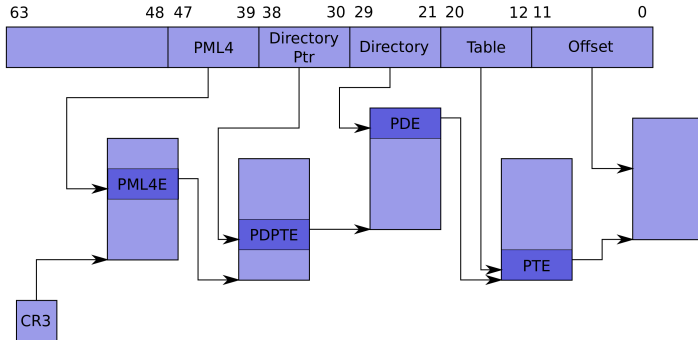 63 48 47 39 38 30 29 21 20 12 11 0
PML4
Directory
Ptr
Directory
Table
Offset
PDE
PML4E
PDPTE
PTE
CR3